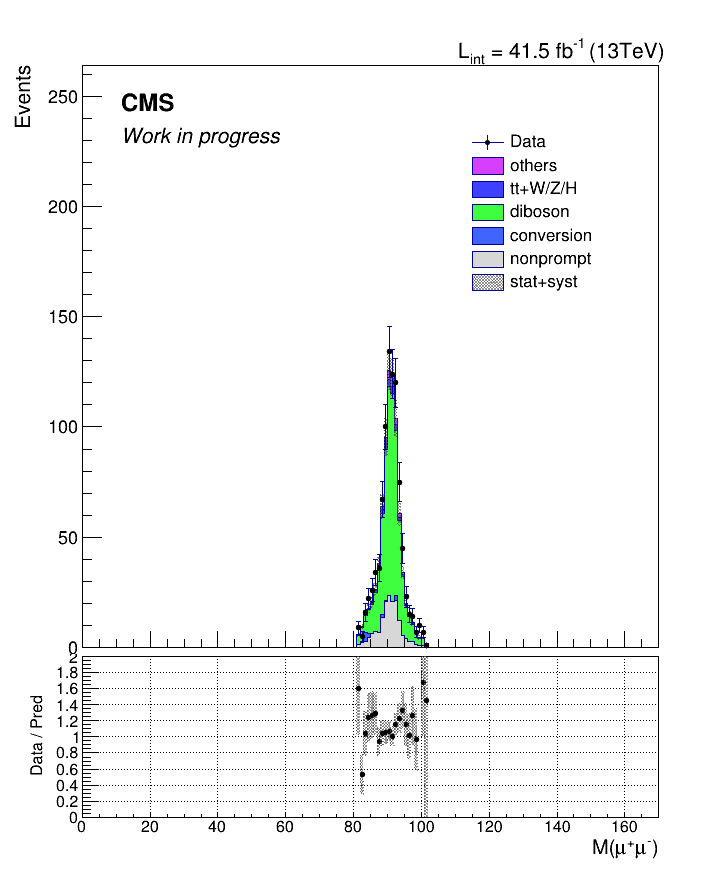 L_int = 41.5 fb^-1 (13TeV)
Events
250
200
150
100
50
0
CMS
Work in progress
Data
others
tt+W/Z/H
diboson
conversion
nonprompt
stat+syst
Data / Pred
2
1.8
1.6
1.4
1.2
1
0.8
0.6
0.4
0.2
0
0 20 40 60 80 100 120 140 160
M(μ⁺μ⁻)